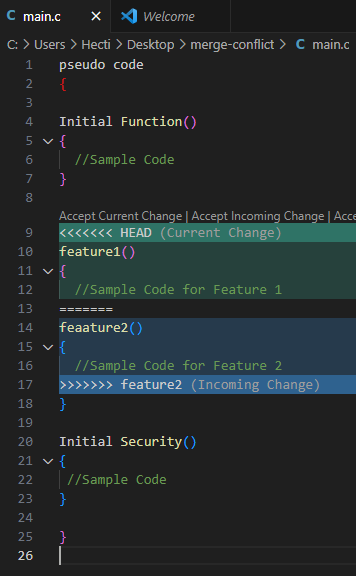 main.c Welcome
C: > Users > Hecti > Desktop > merge-conflict > main.c
1 pseudo code
2 {
3
4 Initial Function()
5 {
6 //Sample Code
7 }
8
Accept Current Change | Accept Incoming Change | Acce
9 <<<<<<< HEAD (Current Change)
10 feature1()
11 {
12 //Sample Code for Feature 1
13 =======
14 feaature2()
15 {
16 //Sample Code for Feature 2
17 >>>>>>> feature2 (Incoming Change)
18 }
19
20 Initial Security()
21 {
22 //Sample Code
23 }
24
25 }
26